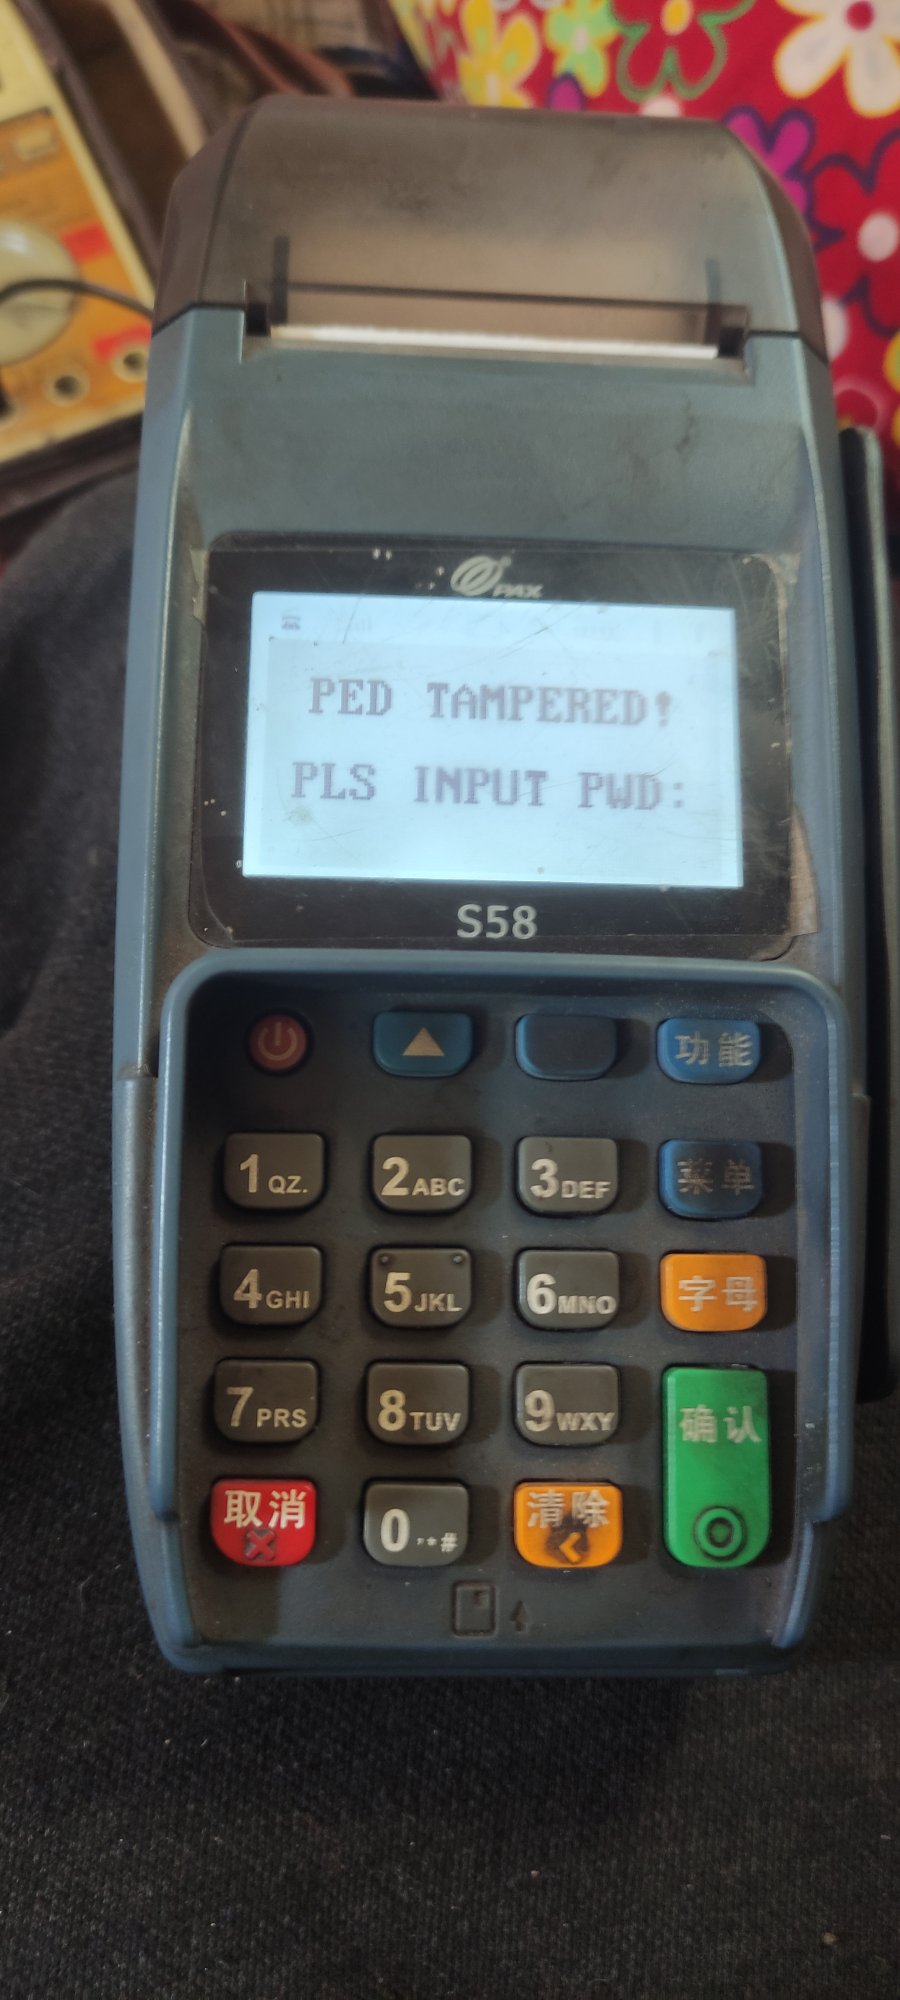 PAX
PED TAMPERED!
PLS INPUT PWD:
S58
功能
1 QZ. 2 ABC 3 DEF 菜单
4 GHI 5 JKL 6 MNO 字母
7 PRS 8 TUV 9 WXY 确认
取消 0 ,*# 清除